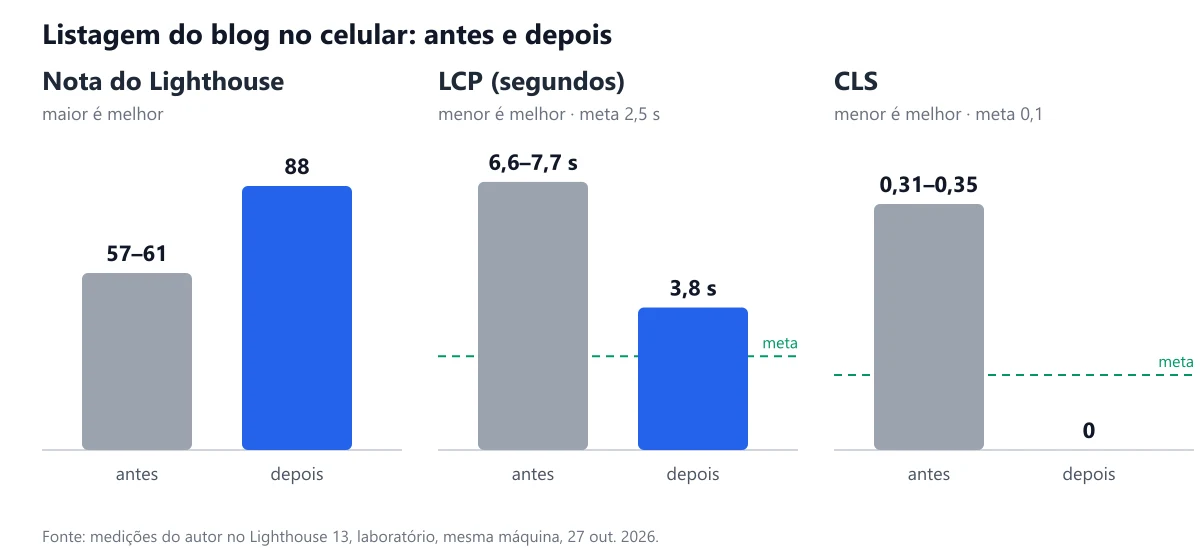 Listagem do blog no celular: antes e depois
Nota do Lighthouse
maior é melhor
88
57–61
antes
depois
LCP (segundos)
menor é melhor · meta 2,5 s
6,6–7,7 s
3,8 s
meta
antes
depois
CLS
menor é melhor · meta 0,1
0,31–0,35
meta
0
antes
depois
Fonte: medições do autor no Lighthouse 13, laboratório, mesma máquina, 27 out. 2026.